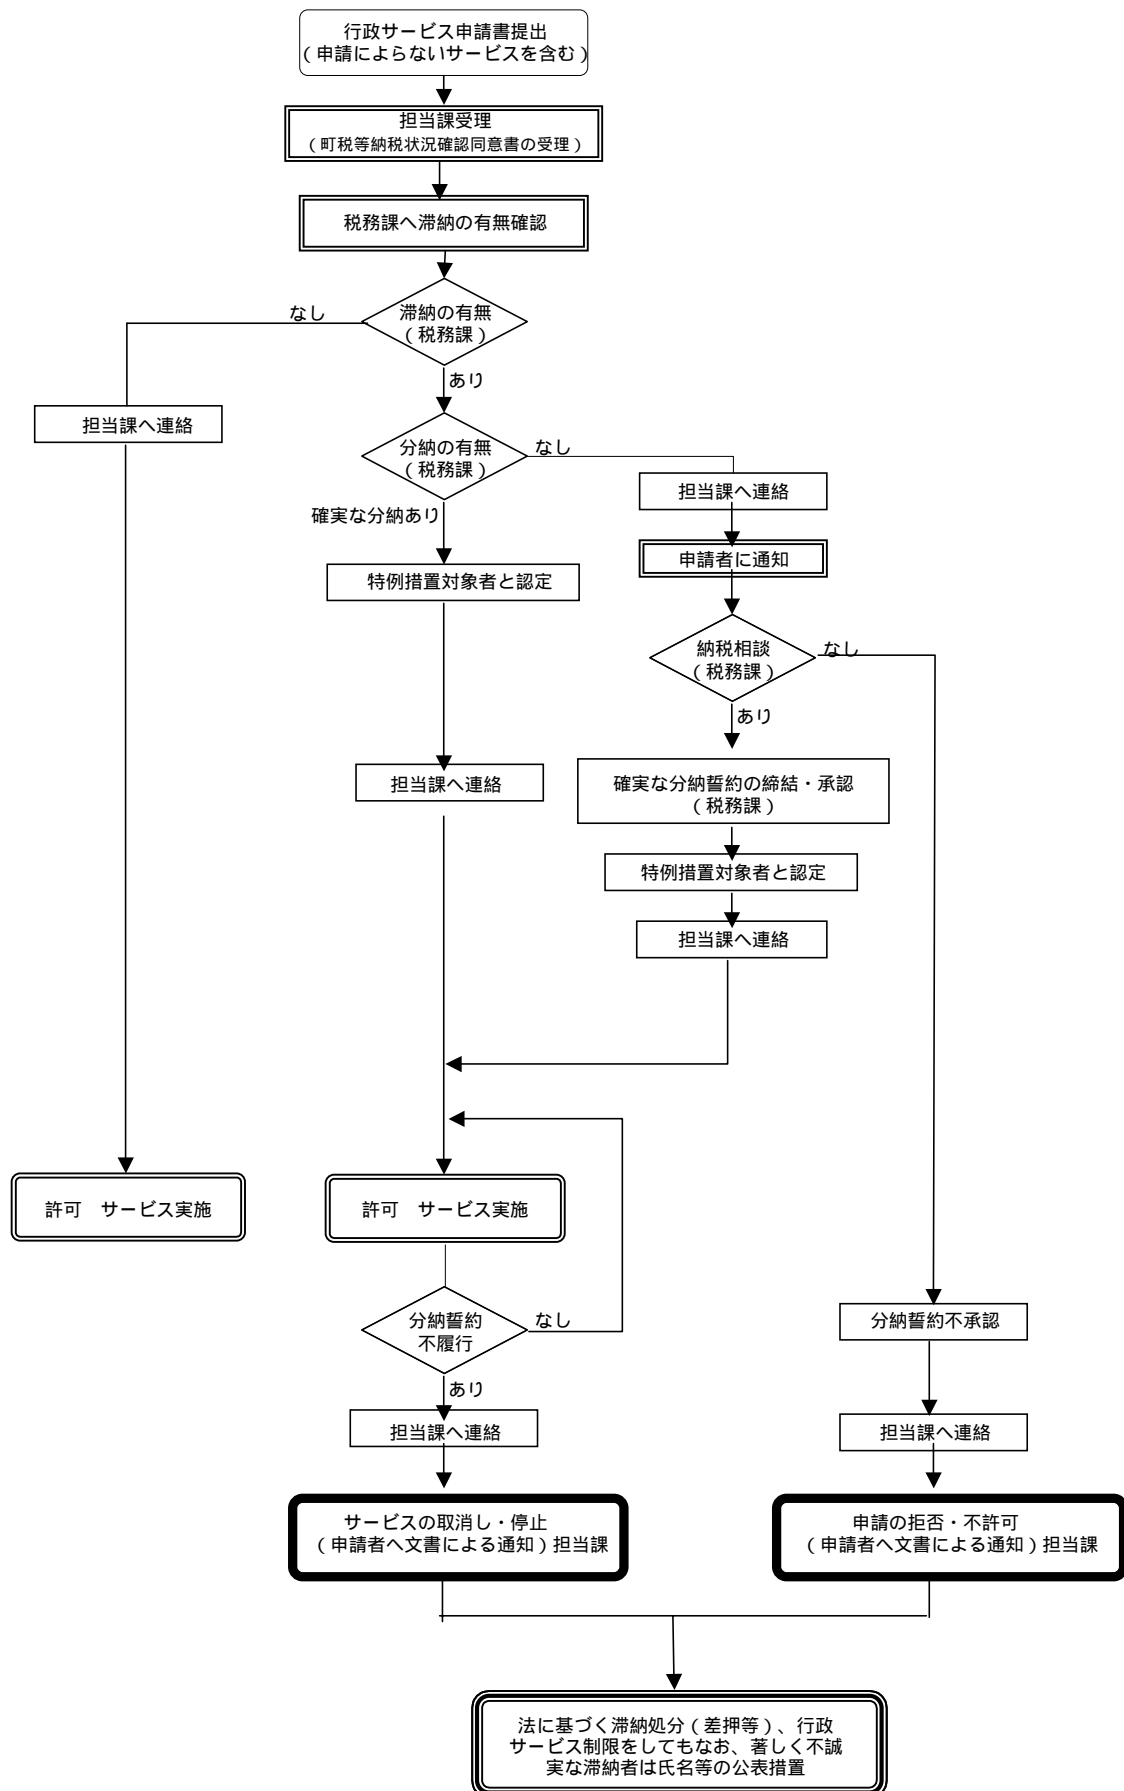 行政サービス申請書提出
（申請によらないサービスを含む）
担当課受理
（町税等納税状況確認同意書の受理）
税務課へ滞納の有無確認
滞納の有無
（税務課）
なし
あり
担当課へ連絡
分納の有無
（税務課）
なし
確実な分納あり
担当課へ連絡
申請者に通知
特例措置対象者と認定
納税相談
（税務課）
なし
あり
担当課へ連絡
確実な分納誓約の締結・承認
（税務課）
特例措置対象者と認定
担当課へ連絡
許可　サービス実施
許可　サービス実施
分納誓約
不履行
なし
あり
分納誓約不承認
担当課へ連絡
担当課へ連絡
サービスの取消し・停止
（申請者へ文書による通知）担当課
申請の拒否・不許可
（申請者へ文書による通知）担当課
法に基づく滞納処分（差押等）、行政
サービス制限をしてもなお、著しく不誠
実な滞納者は氏名等の公表措置